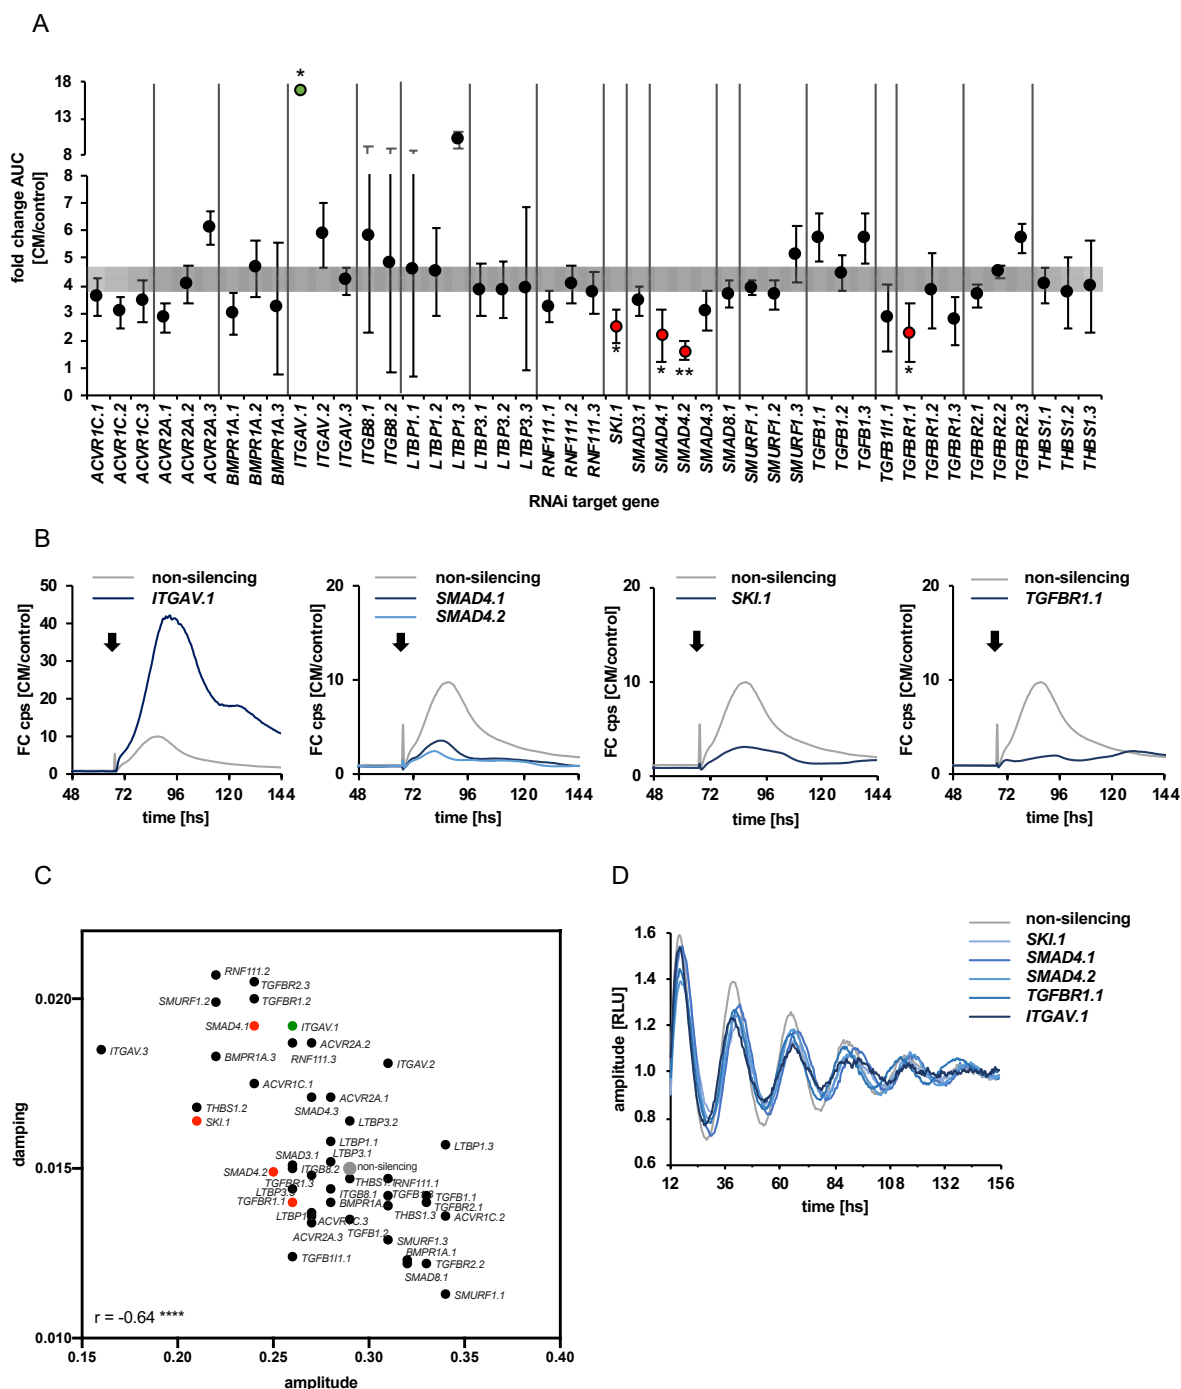 A
fold change AUC
[CM/control]
18
13
8
8
7
6
5
4
3
2
1
0
*
*
*
**
*
ACVR1C.1
ACVR1C.2
ACVR1C.3
ACVR2A.1
ACVR2A.2
ACVR2A.3
BMPR1A.1
BMPR1A.2
BMPR1A.3
ITGAV.1
ITGAV.2
ITGAV.3
ITGB8.1
ITGB8.2
LTBP1.1
LTBP1.2
LTBP1.3
LTBP3.1
LTBP3.2
LTBP3.3
RNF111.1
RNF111.2
RNF111.3
SKI.1
SMAD3.1
SMAD4.1
SMAD4.2
SMAD4.3
SMAD8.1
SMURF1.1
SMURF1.2
SMURF1.3
TGFB1.1
TGFB1.2
TGFB1.3
TGFB1I1.1
TGFBR1.1
TGFBR1.2
TGFBR1.3
TGFBR2.1
TGFBR2.2
TGFBR2.3
THBS1.1
THBS1.2
THBS1.3
RNAi target gene
B
non-silencing
ITGAV.1
FC cps [CM/control]
50
40
30
20
10
0
48 72 96 120 144
time [hs]
non-silencing
SMAD4.1
SMAD4.2
FC cps [CM/control]
20
10
0
48 72 96 120 144
time [hs]
non-silencing
SKI.1
FC cps [CM/control]
20
10
0
48 72 96 120 144
time [hs]
non-silencing
TGFBR1.1
FC cps [CM/control]
20
10
0
48 72 96 120 144
time [hs]
C
damping
0.020
0.015
0.010
RNF111.2
TGFBR2.3
SMURF1.2
TGFBR1.2
SMAD4.1
ITGAV.1
ITGAV.3
ACVR2A.2
RNF111.3
BMPR1A.3
ITGAV.2
ACVR1C.1
ACVR2A.1
SMAD4.3
THBS1.2
SKI.1
LTBP3.2
LTBP1.1
LTBP1.3
SMAD3.1
LTBP3.1
ITGB8.2
non-silencing
SMAD4.2
TGFBR1.3
THBS1.1
RNF111.1
LTBP3.3
ITGB8.1
TGFB1.3
TGFB1.1
TGFBR1.1
BMPR1A.
TGFBR2.1
LTBP1.
ACVR1C.3
THBS1.3
ACVR1C.2
ACVR2A.3
TGFB1.2
SMURF1.3
TGFB1I1.1
BMPR1A.1
TGFBR2.2
SMAD8.1
SMURF1.1
r = -0.64 ****
0.15 0.20 0.25 0.30 0.35 0.40
amplitude
D
non-silencing
SKI.1
SMAD4.1
SMAD4.2
TGFBR1.1
ITGAV.1
amplitude [RLU]
1.6
1.4
1.2
1.0
0.8
0.6
12 36 60 84 108 132 156
time [hs]